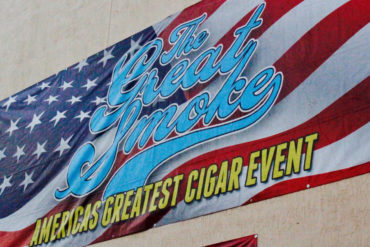 The
Great
Smoke
AMERICAS GREATEST CIGAR EVENT